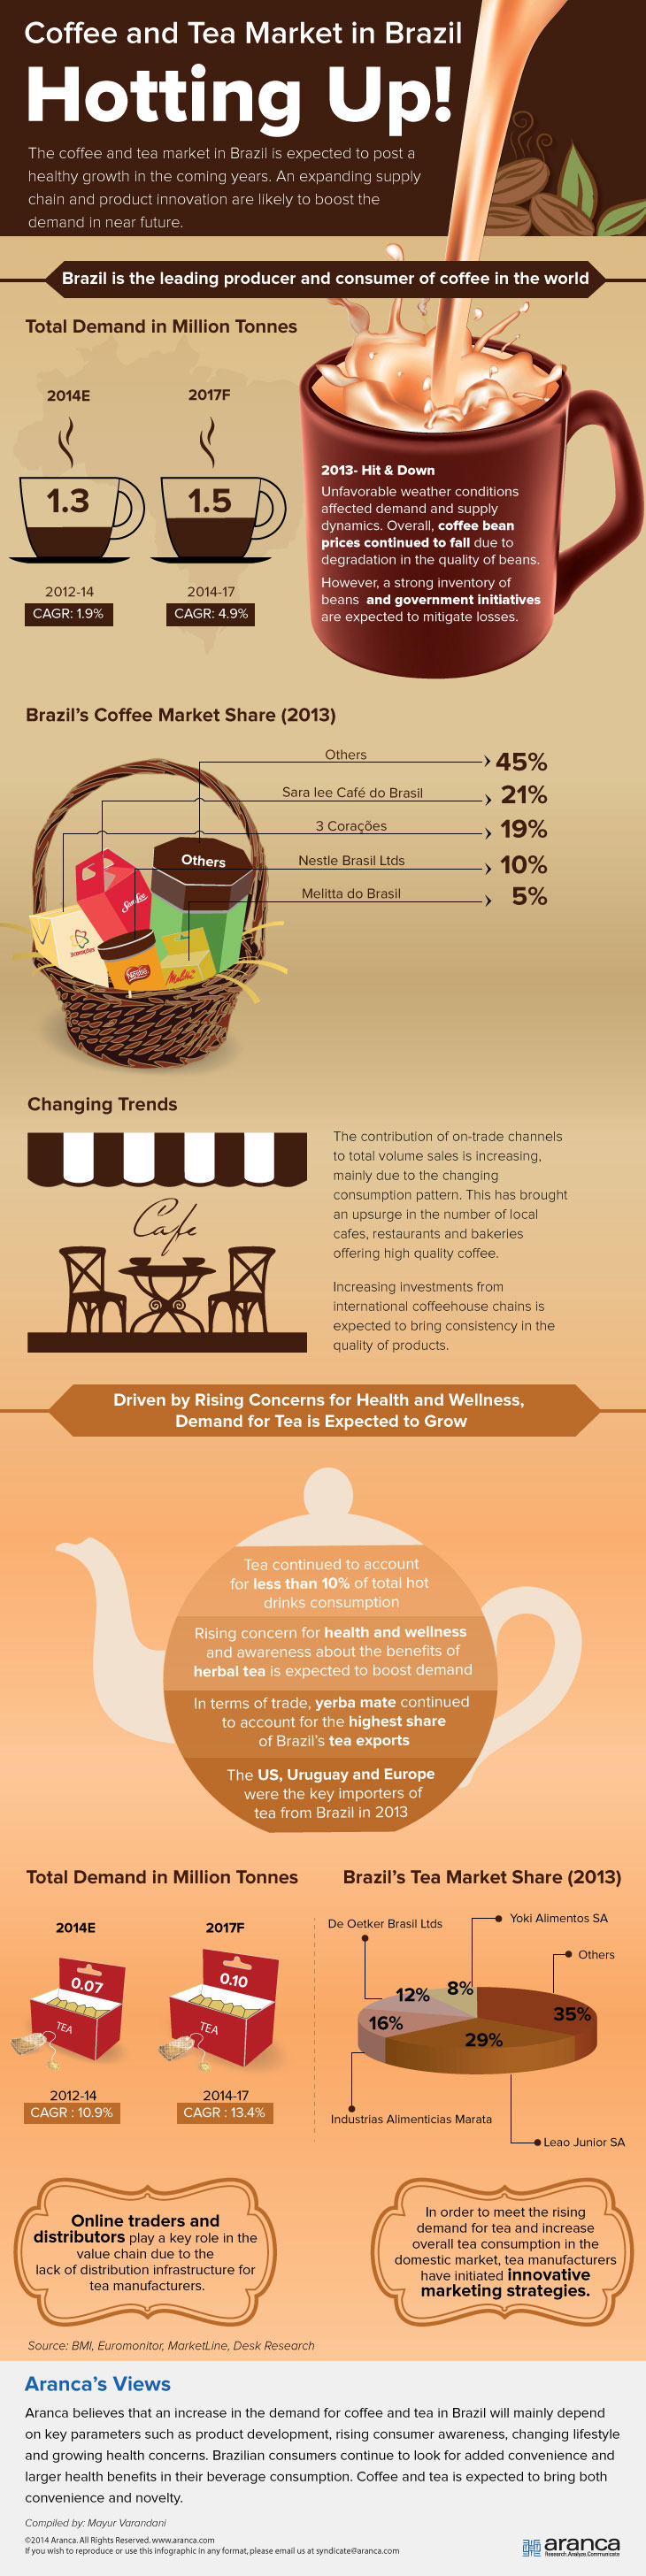 Coffee and Tea Market in Brazil
Hotting Up!
The coffee and tea market in Brazil is expected to post a
healthy growth in the coming years. An expanding supply
chain and product innovation are likely to boost the
demand in near future.
Brazil is the leading producer and consumer of coffee in the world
Total Demand in Million Tonnes
2014E
2017F
1.3
1.5
2012-14
2014-17
CAGR: 1.9%
CAGR: 4.9%
2013- Hit & Down
Unfavorable weather conditions
affected demand and supply
dynamics. Overall, coffee bean
prices continued to fall due to
degradation in the quality of beans.
However, a strong inventory of
beans and government initiatives
are expected to mitigate losses.
Brazil's Coffee Market Share (2013)
Others
45%
Sara lee Café do Brasil
21%
3 Corações
19%
Nestle Brasil Ltds
10%
Melitta do Brasil
5%
Others
Sara Lee
3corações
Nestle
Melitta
Changing Trends
Cafe
The contribution of on-trade channels
to total volume sales is increasing,
mainly due to the changing
consumption pattern. This has brought
an upsurge in the number of local
cafes, restaurants and bakeries
offering high quality coffee.
Increasing investments from
international coffeehouse chains is
expected to bring consistency in the
quality of products.
Driven by Rising Concerns for Health and Wellness,
Demand for Tea is Expected to Grow
Tea continued to account
for less than 10% of total hot
drinks consumption
Rising concern for health and wellness
and awareness about the benefits of
herbal tea is expected to boost demand
In terms of trade, yerba mate continued
to account for the highest share
of Brazil's tea exports
The US, Uruguay and Europe
were the key importers of
tea from Brazil in 2013
Total Demand in Million Tonnes
2014E
2017F
0.07
0.10
TEA
TEA
2012-14
2014-17
CAGR : 10.9%
CAGR : 13.4%
Brazil's Tea Market Share (2013)
De Oetker Brasil Ltds
Yoki Alimentos SA
Others
12%
8%
35%
16%
29%
Industrias Alimenticias Marata
Leao Junior SA
Online traders and
distributors play a key role in the
value chain due to the
lack of distribution infrastructure for
tea manufacturers.
In order to meet the rising
demand for tea and increase
overall tea consumption in the
domestic market, tea manufacturers
have initiated innovative
marketing strategies.
Source: BMI, Euromonitor, MarketLine, Desk Research
Aranca's Views
Aranca believes that an increase in the demand for coffee and tea in Brazil will mainly depend
on key parameters such as product development, rising consumer awareness, changing lifestyle
and growing health concerns. Brazilian consumers continue to look for added convenience and
larger health benefits in their beverage consumption. Coffee and tea is expected to bring both
convenience and novelty.
Compiled by: Mayur Varandani
©2014 Aranca. All Rights Reserved. www.aranca.com
If you wish to reproduce or use this infographic in any format, please email us at syndicate@aranca.com
aranca
Research. Analyze. Communicate